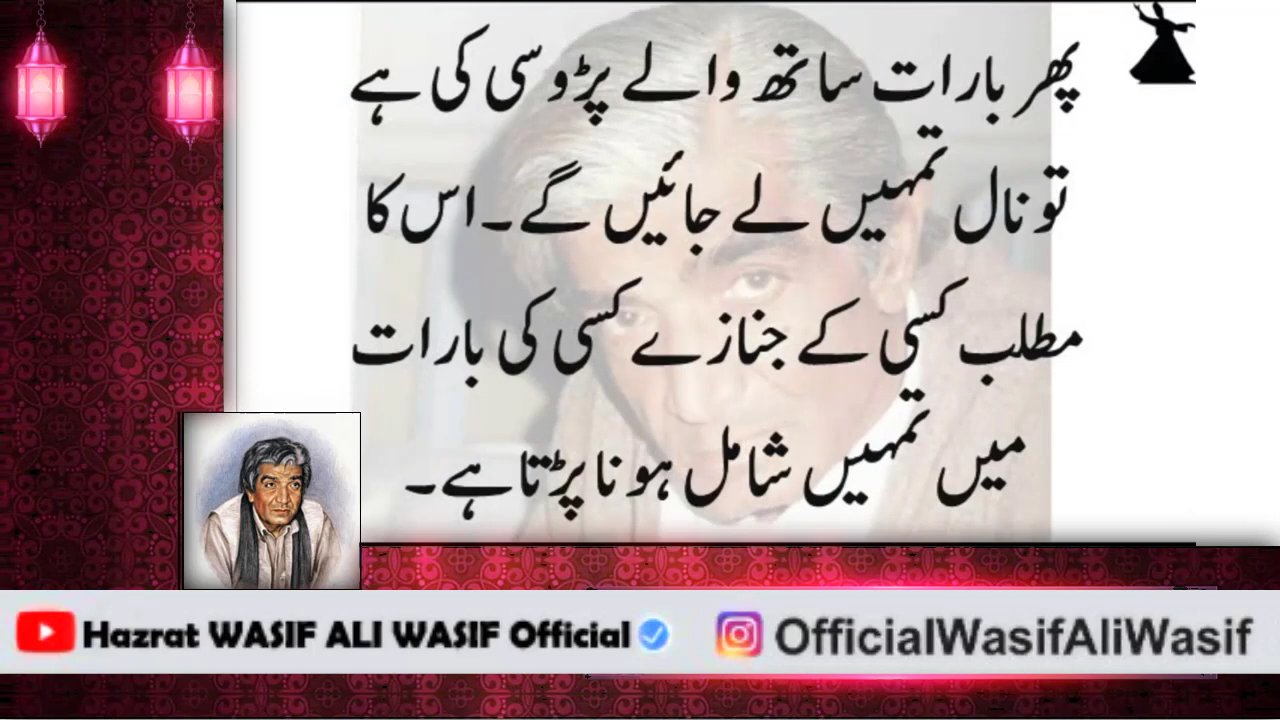 پھر بارات ساتھ والے پڑوسی کی ہے
تو نال تمہیں لے جائیں گے۔ اس کا
مطلب کسی کے جنازے کسی کی بارات
میں تمہیں شامل ہونا پڑتا ہے۔
Hazrat WASIF ALI WASIF Official
OfficialWasifAliWasif